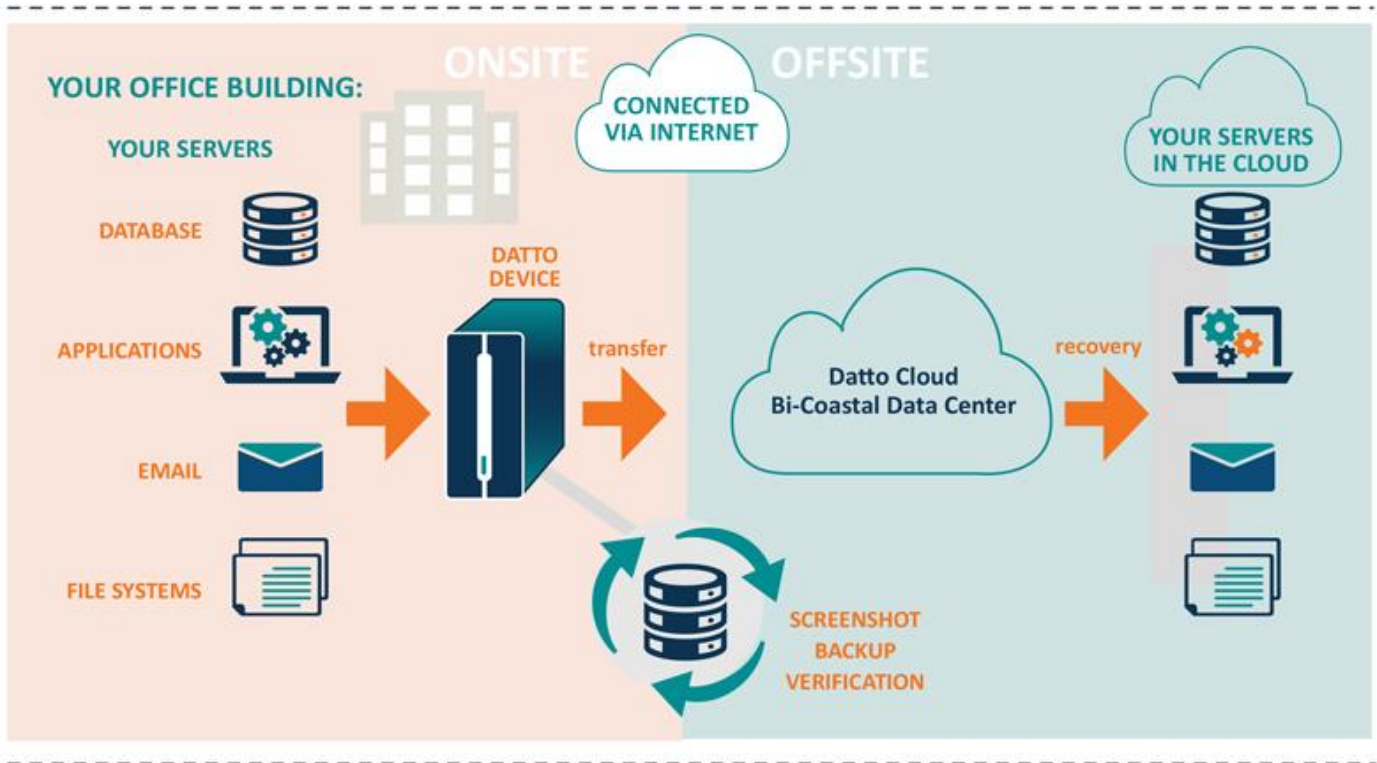 ONSITE
OFFSITE
YOUR OFFICE BUILDING:
CONNECTED
VIA INTERNET
YOUR SERVERS
YOUR SERVERS
IN THE CLOUD
DATABASE
DATTO
DEVICE
APPLICATIONS
transfer
recovery
Datto Cloud
Bi-Coastal Data Center
EMAIL
FILE SYSTEMS
SCREENSHOT
BACKUP
VERIFICATION